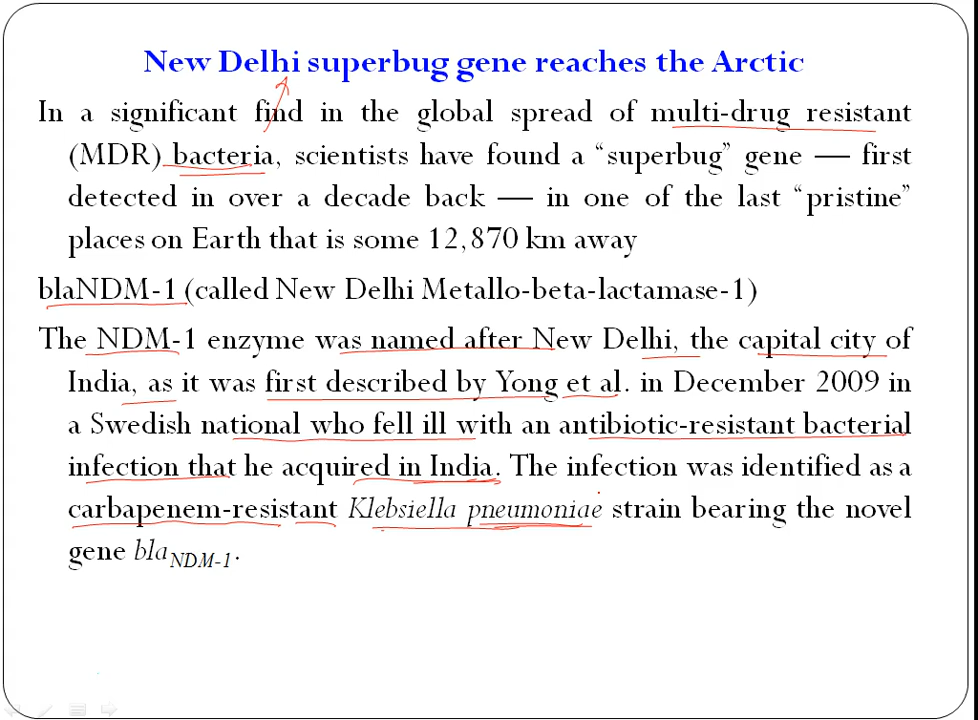 New Delhi superbug gene reaches the Arctic
In a significant find in the global spread of multi-drug resistant
(MDR) bacteria, scientists have found a “superbug” gene — first
detected in over a decade back — in one of the last “pristine”
places on Earth that is some 12,870 km away
blaNDM-1 (called New Delhi Metallo-beta-lactamase-1)
The NDM-1 enzyme was named after New Delhi, the capital city of
India, as it was first described by Yong et al. in December 2009 in
a Swedish national who fell ill with an antibiotic-resistant bacterial
infection that he acquired in India. The infection was identified as a
carbapenem-resistant Klebsiella pneumoniae strain bearing the novel
gene blaNDM-1.